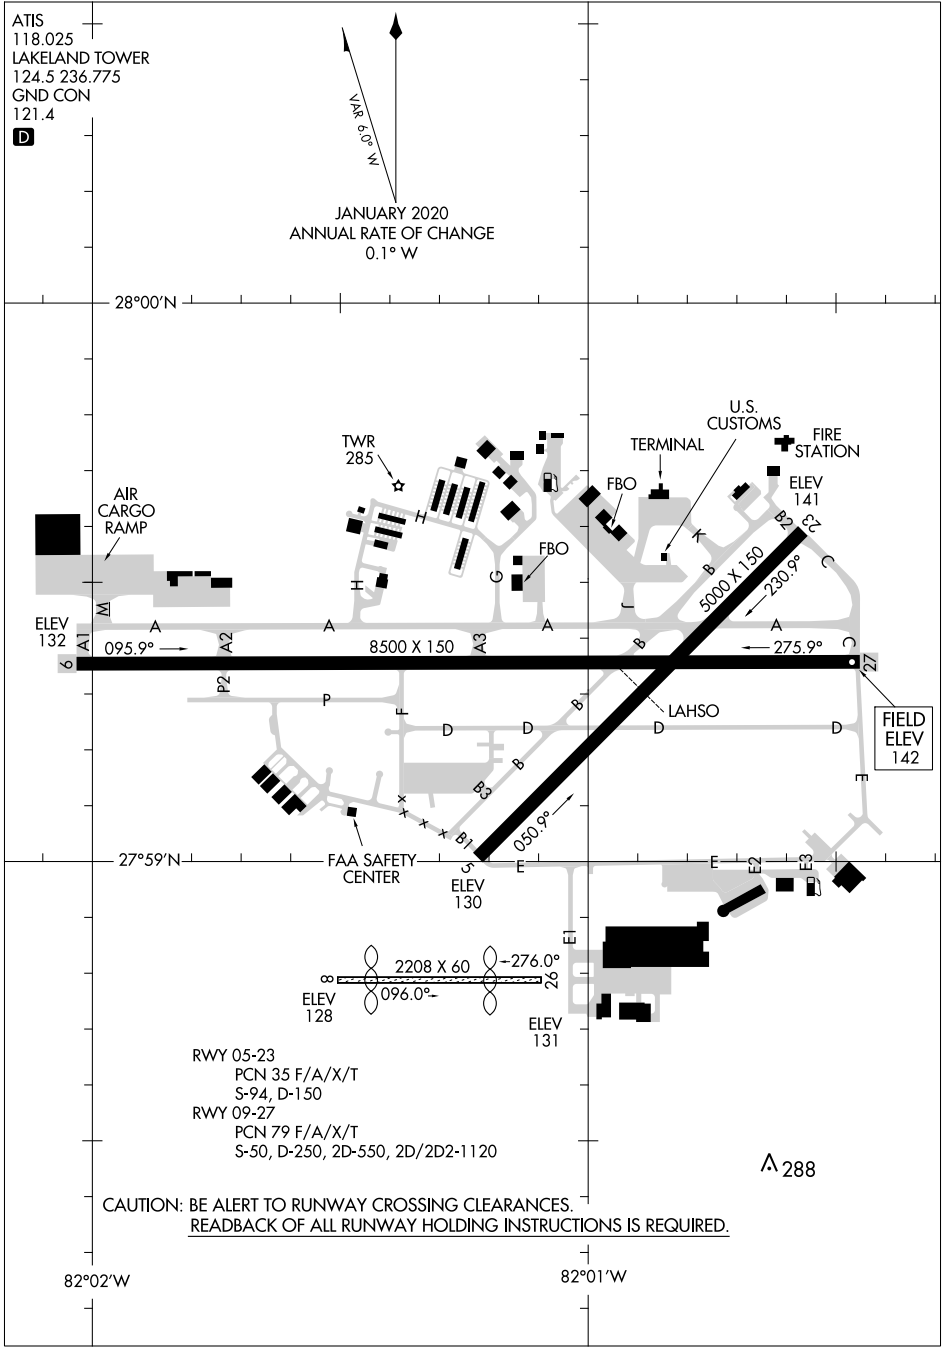 ATIS
118.025
LAKELAND TOWER
124.5 236.775
GND CON
121.4
D
VAR 6.0° W
JANUARY 2020
ANNUAL RATE OF CHANGE
0.1° W
28°00'N
U.S.
CUSTOMS
TERMINAL
FIRE
STATION
TWR
285
FBO
ELEV
141
AIR
CARGO
RAMP
H
K
B2
23
C
FBO
B
5000 X 150
230.9°
H
G
J
M
ELEV
132
A1
A
A2
A
A3
A
B
A
C
9
095.9°
8500 X 150
275.9°
27
P2
P
F
B
LAHSO
D
D
D
D
FIELD
ELEV
142
B
B3
E
X
X
X
X
B1
050.9°
5
27°59'N
FAA SAFETY
CENTER
ELEV
130
E
E
E2
E3
E1
8
2208 X 60
276.0°
26
096.0°
ELEV
128
ELEV
131
RWY 05-23
PCN 35 F/A/X/T
S-94, D-150
RWY 09-27
PCN 79 F/A/X/T
S-50, D-250, 2D-550, 2D/2D2-1120
288
CAUTION: BE ALERT TO RUNWAY CROSSING CLEARANCES.
READBACK OF ALL RUNWAY HOLDING INSTRUCTIONS IS REQUIRED.
82°02'W
82°01'W